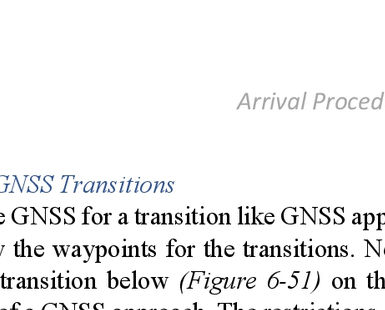 Arrival Proced
GNSS Transitions
e GNSS for a transition like GNSS app
the waypoints for the transitions.
transition below (Figure 6-51) on th
of a GNSS approach. The restrictions